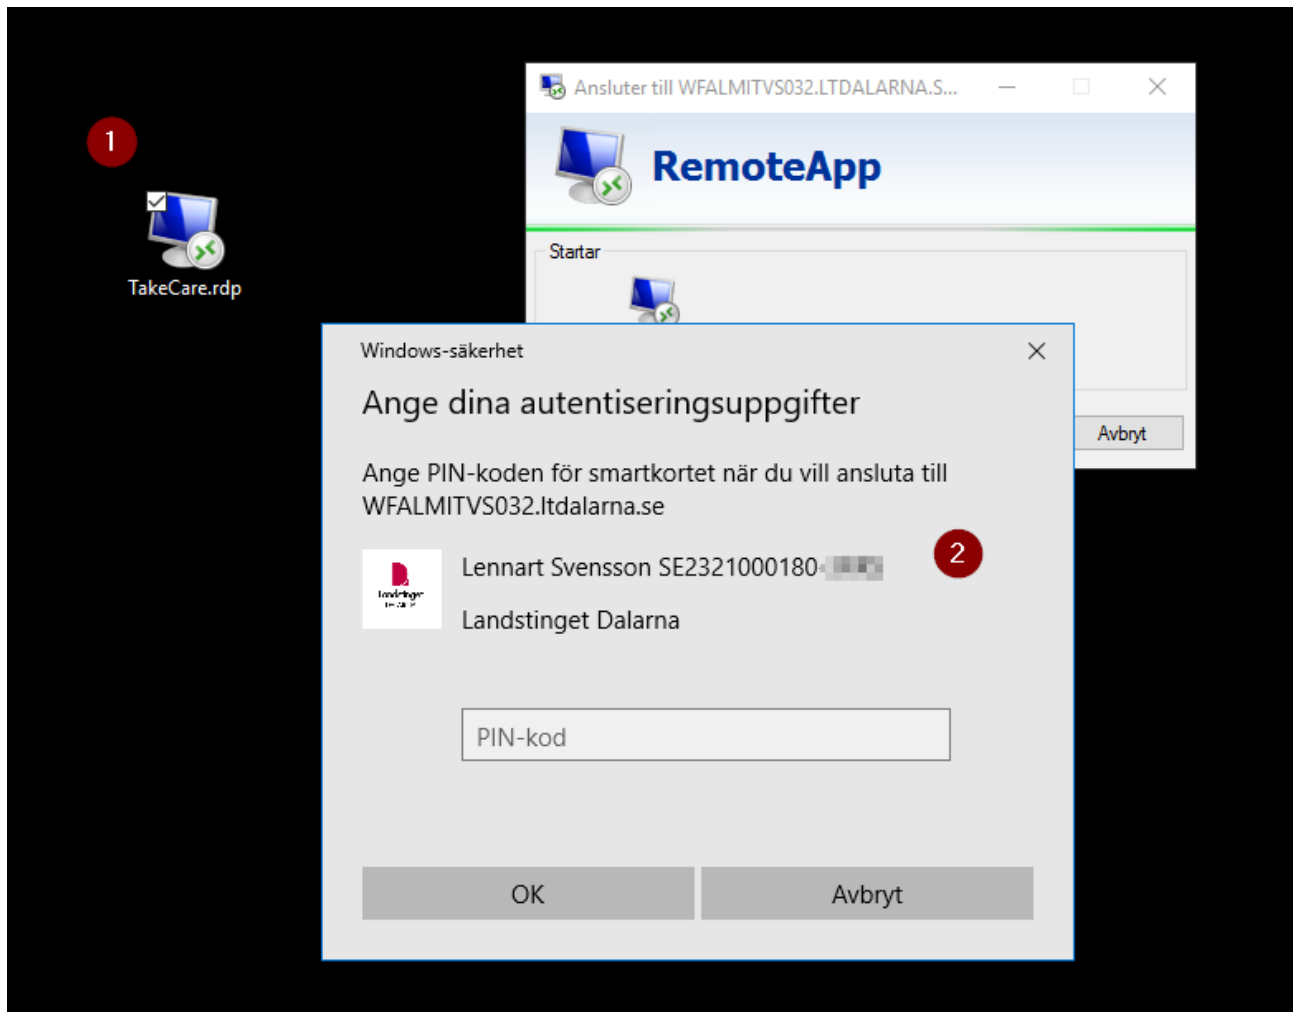 1
TakeCare.rdp
Ansluter till WFALMITVS032.LTDALARNA.S...
RemoteApp
Startar
Avbryt
Windows-säkerhet
Ange dina autentiseringsuppgifter
Ange PIN-koden för smartkortet när du vill ansluta till
WFALMITVS032.ltdalarna.se
2
Lennart Svensson SE2321000180-
Landstinget Dalarna
Landstinget
PIN-kod
OK
Avbryt